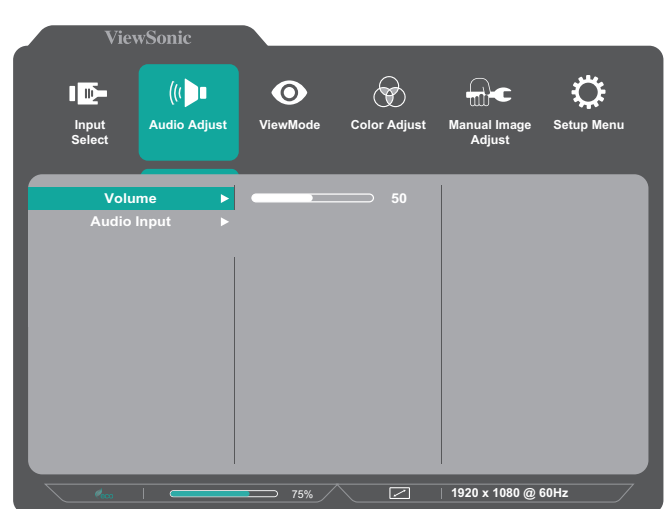 ViewSonic
Input Select
Audio Adjust
ViewMode
Color Adjust
Manual Image Adjust
Setup Menu
Volume ▶ 50
Audio Input ▶
eco 75% 1920 x 1080 @ 60Hz